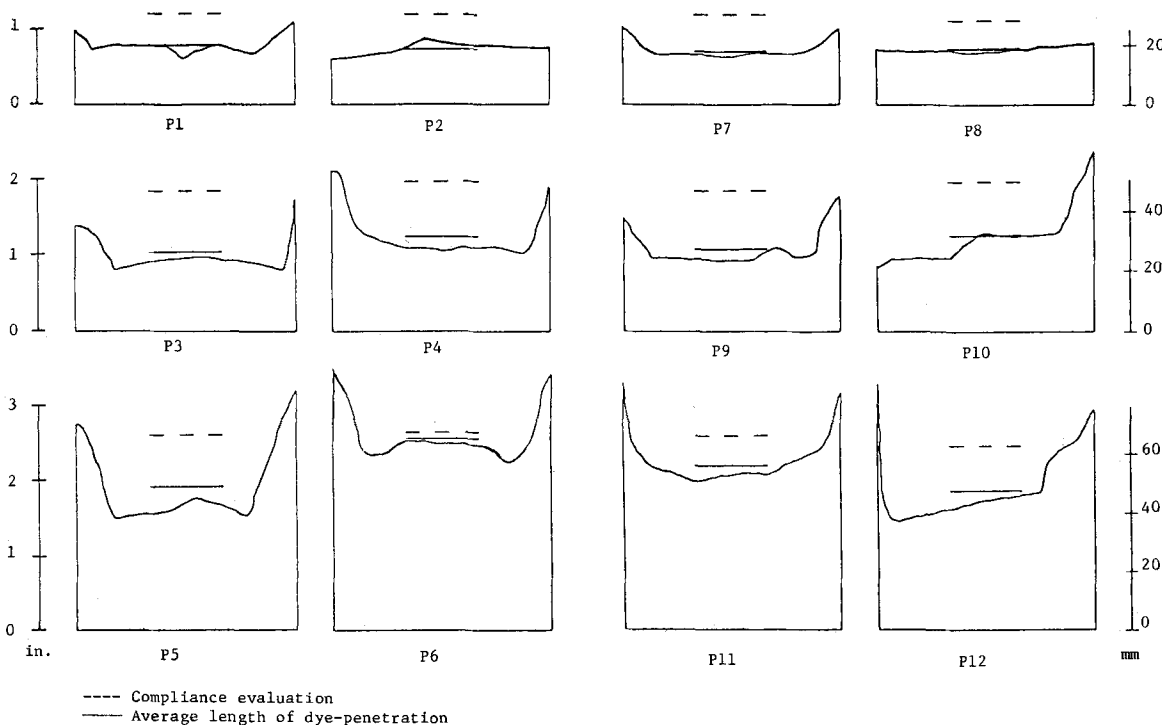 1
0
20
0
P1 P2 P7 P8
2
1
0
40
20
0
P3 P4 P9 P10
3
2
1
0
in.
60
40
20
0
mm
P5 P6 P11 P12
---- Compliance evaluation
—— Average length of dye-penetration